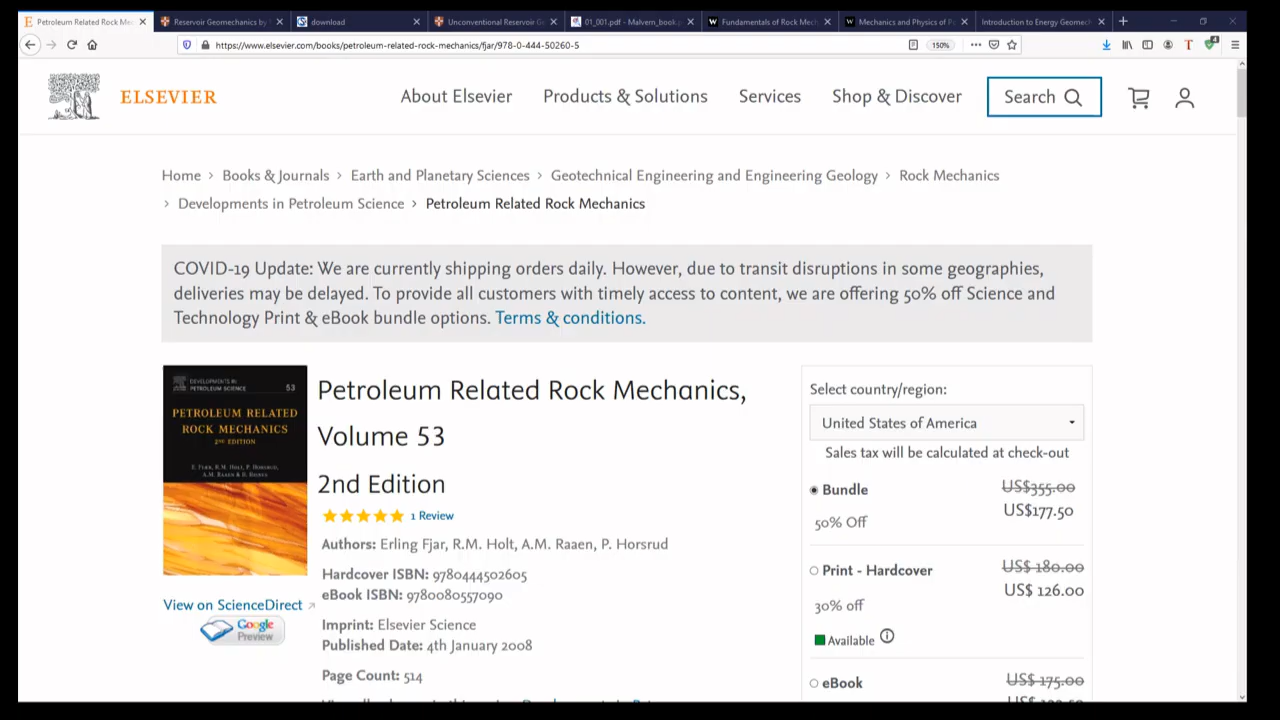 Petroleum Related Rock Me
Reservoir Geomechanics by
download
Unconventional Reservoir Ge
01_001.pdf - Malvern_book.p
Fundamentals of Rock Mech
Mechanics and Physics of Po
Introduction to Energy Geomech
https://www.elsevier.com/books/petroleum-related-rock-mechanics/fjar/978-0-444-50260-5
150%
ELSEVIER
About Elsevier
Products & Solutions
Services
Shop & Discover
Search
Home > Books & Journals > Earth and Planetary Sciences > Geotechnical Engineering and Engineering Geology > Rock Mechanics
> Developments in Petroleum Science > Petroleum Related Rock Mechanics
COVID-19 Update: We are currently shipping orders daily. However, due to transit disruptions in some geographies,
deliveries may be delayed. To provide all customers with timely access to content, we are offering 50% off Science and
Technology Print & eBook bundle options. Terms & conditions.
DEVELOPMENTS IN
PETROLEUM SCIENCE
53
PETROLEUM RELATED
ROCK MECHANICS
2ND EDITION
E. FJÆR, R.M. HOLT, P. HORSRUD,
View on ScienceDirect
Google
Preview
Petroleum Related Rock Mechanics,
Volume 53
2nd Edition
1 Review
Authors: Erling Fjar, R.M. Holt, A.M. Raaen, P. Horsrud
Hardcover ISBN: 9780444502605
eBook ISBN: 9780080557090
Imprint: Elsevier Science
Published Date: 4th January 2008
Page Count: 514
Select country/region:
United States of America
Sales tax will be calculated at check-out
Bundle US$355.00
US$177.50
50% Off
Print - Hardcover US$ 180.00
US$ 126.00
30% off
Available
eBook US$ 175.00